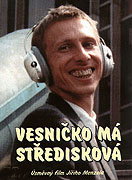 VESNIČKO MÁ
STŘEDISKOVÁ
Úsměvný film Jiřího Menzela